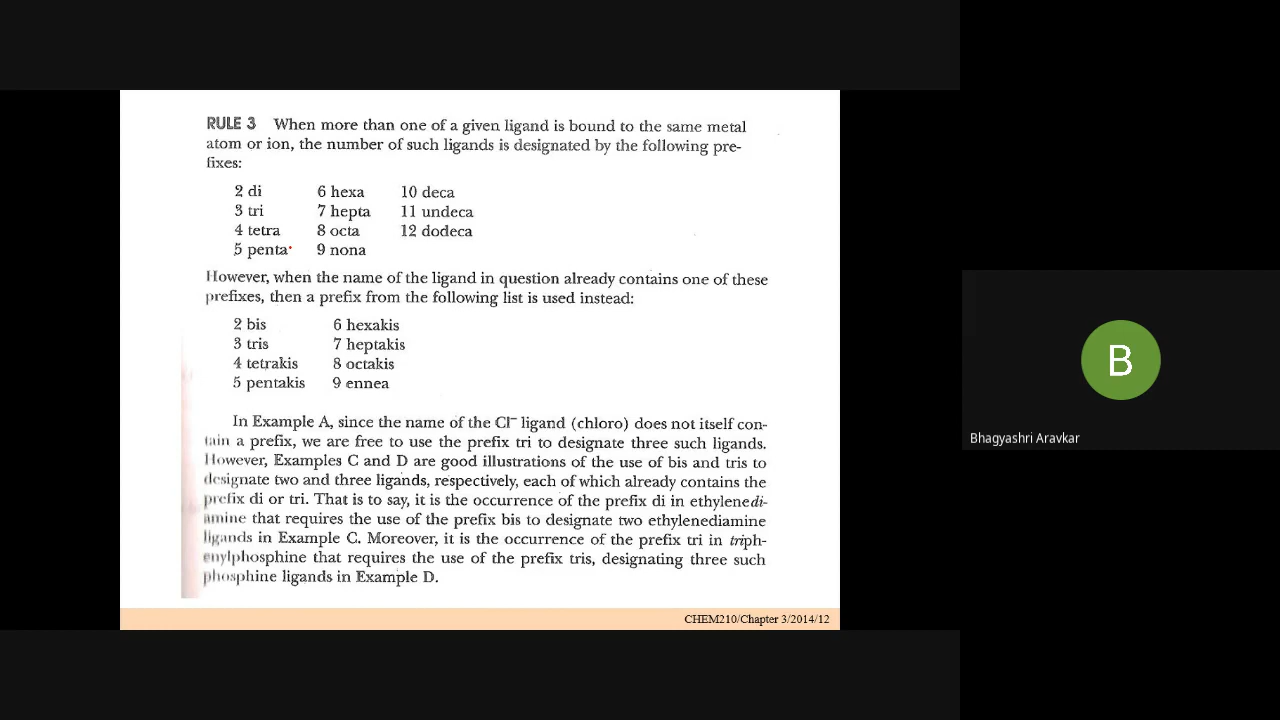 RULE 3 When more than one of a given ligand is bound to the same metal
atom or ion, the number of such ligands is designated by the following pre-
fixes:
2 di 6 hexa 10 deca
3 tri 7 hepta 11 undeca
4 tetra 8 octa 12 dodeca
5 penta 9 nona
However, when the name of the ligand in question already contains one of these
prefixes, then a prefix from the following list is used instead:
2 bis 6 hexakis
3 tris 7 heptakis
4 tetrakis 8 octakis
5 pentakis 9 ennea
In Example A, since the name of the Cl⁻ ligand (chloro) does not itself con-
tain a prefix, we are free to use the prefix tri to designate three such ligands.
However, Examples C and D are good illustrations of the use of bis and tris to
designate two and three ligands, respectively, each of which already contains the
prefix di or tri. That is to say, it is the occurrence of the prefix di in ethylenedi-
amine that requires the use of the prefix bis to designate two ethylenediamine
ligands in Example C. Moreover, it is the occurrence of the prefix tri in triph-
enylphosphine that requires the use of the prefix tris, designating three such
phosphine ligands in Example D.
CHEM210/Chapter 3/2014/12
B
Bhagyashri Aravkar